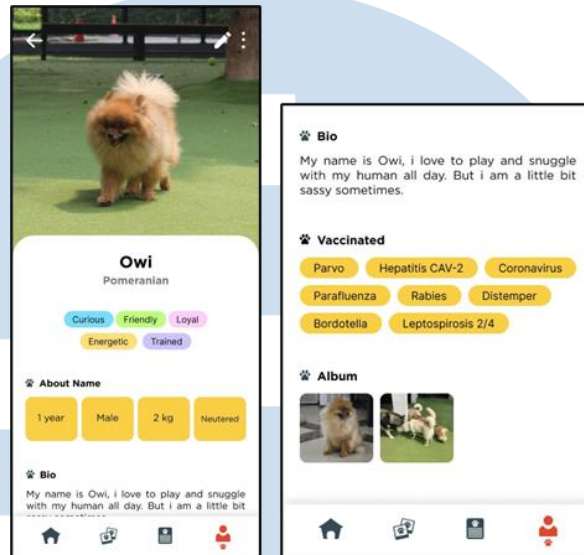 Owi
Pomeranian
Curious Friendly Loyal
Energetic Trained
About Name
1 year Male 2 kg Neutered
Bio
My name is Owi, i love to play and snuggle
with my human all day. But i am a little bit
sassy sometimes.
Bio
My name is Owi, i love to play and snuggle
with my human all day. But i am a little bit
sassy sometimes.
Vaccinated
Parvo Hepatitis CAV-2 Coronavirus
Parafluenza Rabies Distemper
Bordotella Leptospirosis 2/4
Album